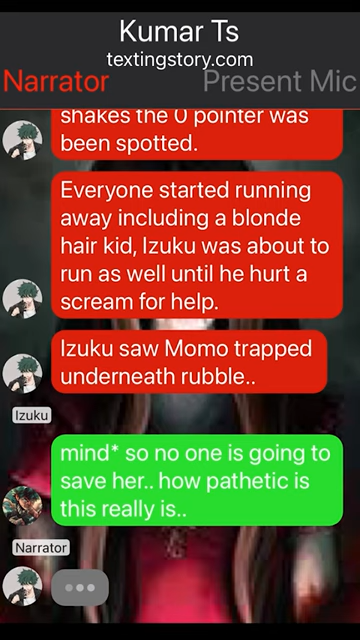 Kumar Ts
textingstory.com
Narrator Present Mic
shakes the 0 pointer was
been spotted.
Everyone started running
away including a blonde
hair kid, Izuku was about to
run as well until he hurt a
scream for help.
Izuku saw Momo trapped
underneath rubble..
Izuku
mind* so no one is going to
save her.. how pathetic is
this really is..
Narrator